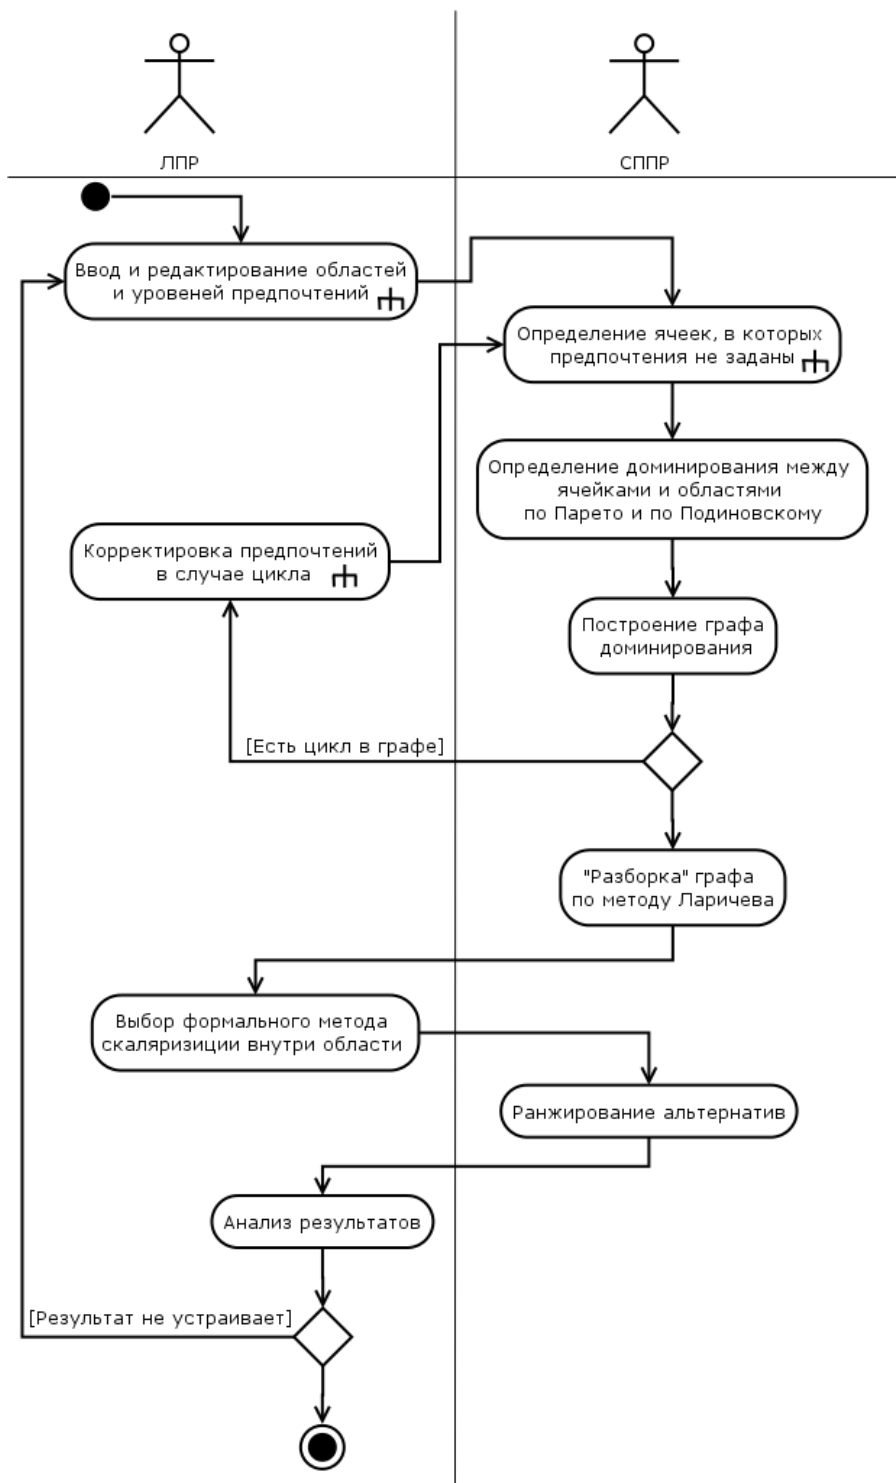 ЛПР
СППР
Ввод и редактирование областей
и уровеней предпочтений
Определение ячеек, в которых
предпочтения не заданы
Определение доминирования между
ячейками и областями
по Парето и по Подиновскому
Корректировка предпочтений
в случае цикла
Построение графа
доминирования
[Есть цикл в графе]
"Разборка" графа
по методу Ларичева
Выбор формального метода
скаляризиции внутри области
Ранжирование альтернатив
Анализ результатов
[Результат не устраивает]